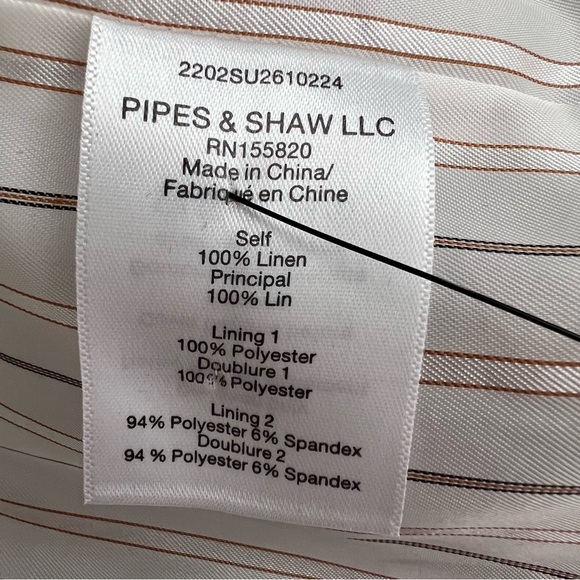 2202SU2610224
PIPES & SHAW LLC
RN155820
Made in China/
Fabriqué en Chine
Self
100% Linen
Principal
100% Lin
Lining 1
100% Polyester
Doublure 1
100% Polyester
Lining 2
94% Polyester 6% Spandex
Doublure 2
94 % Polyester 6% Spandex